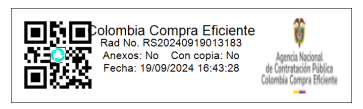 Colombia Compra Eficiente
Rad No. RS20240919013183
Anexos: No Con copia: No
Fecha: 19/09/2024 16:43:28
Agencia Nacional
de Contratación Pública
Colombia Compra Eficiente